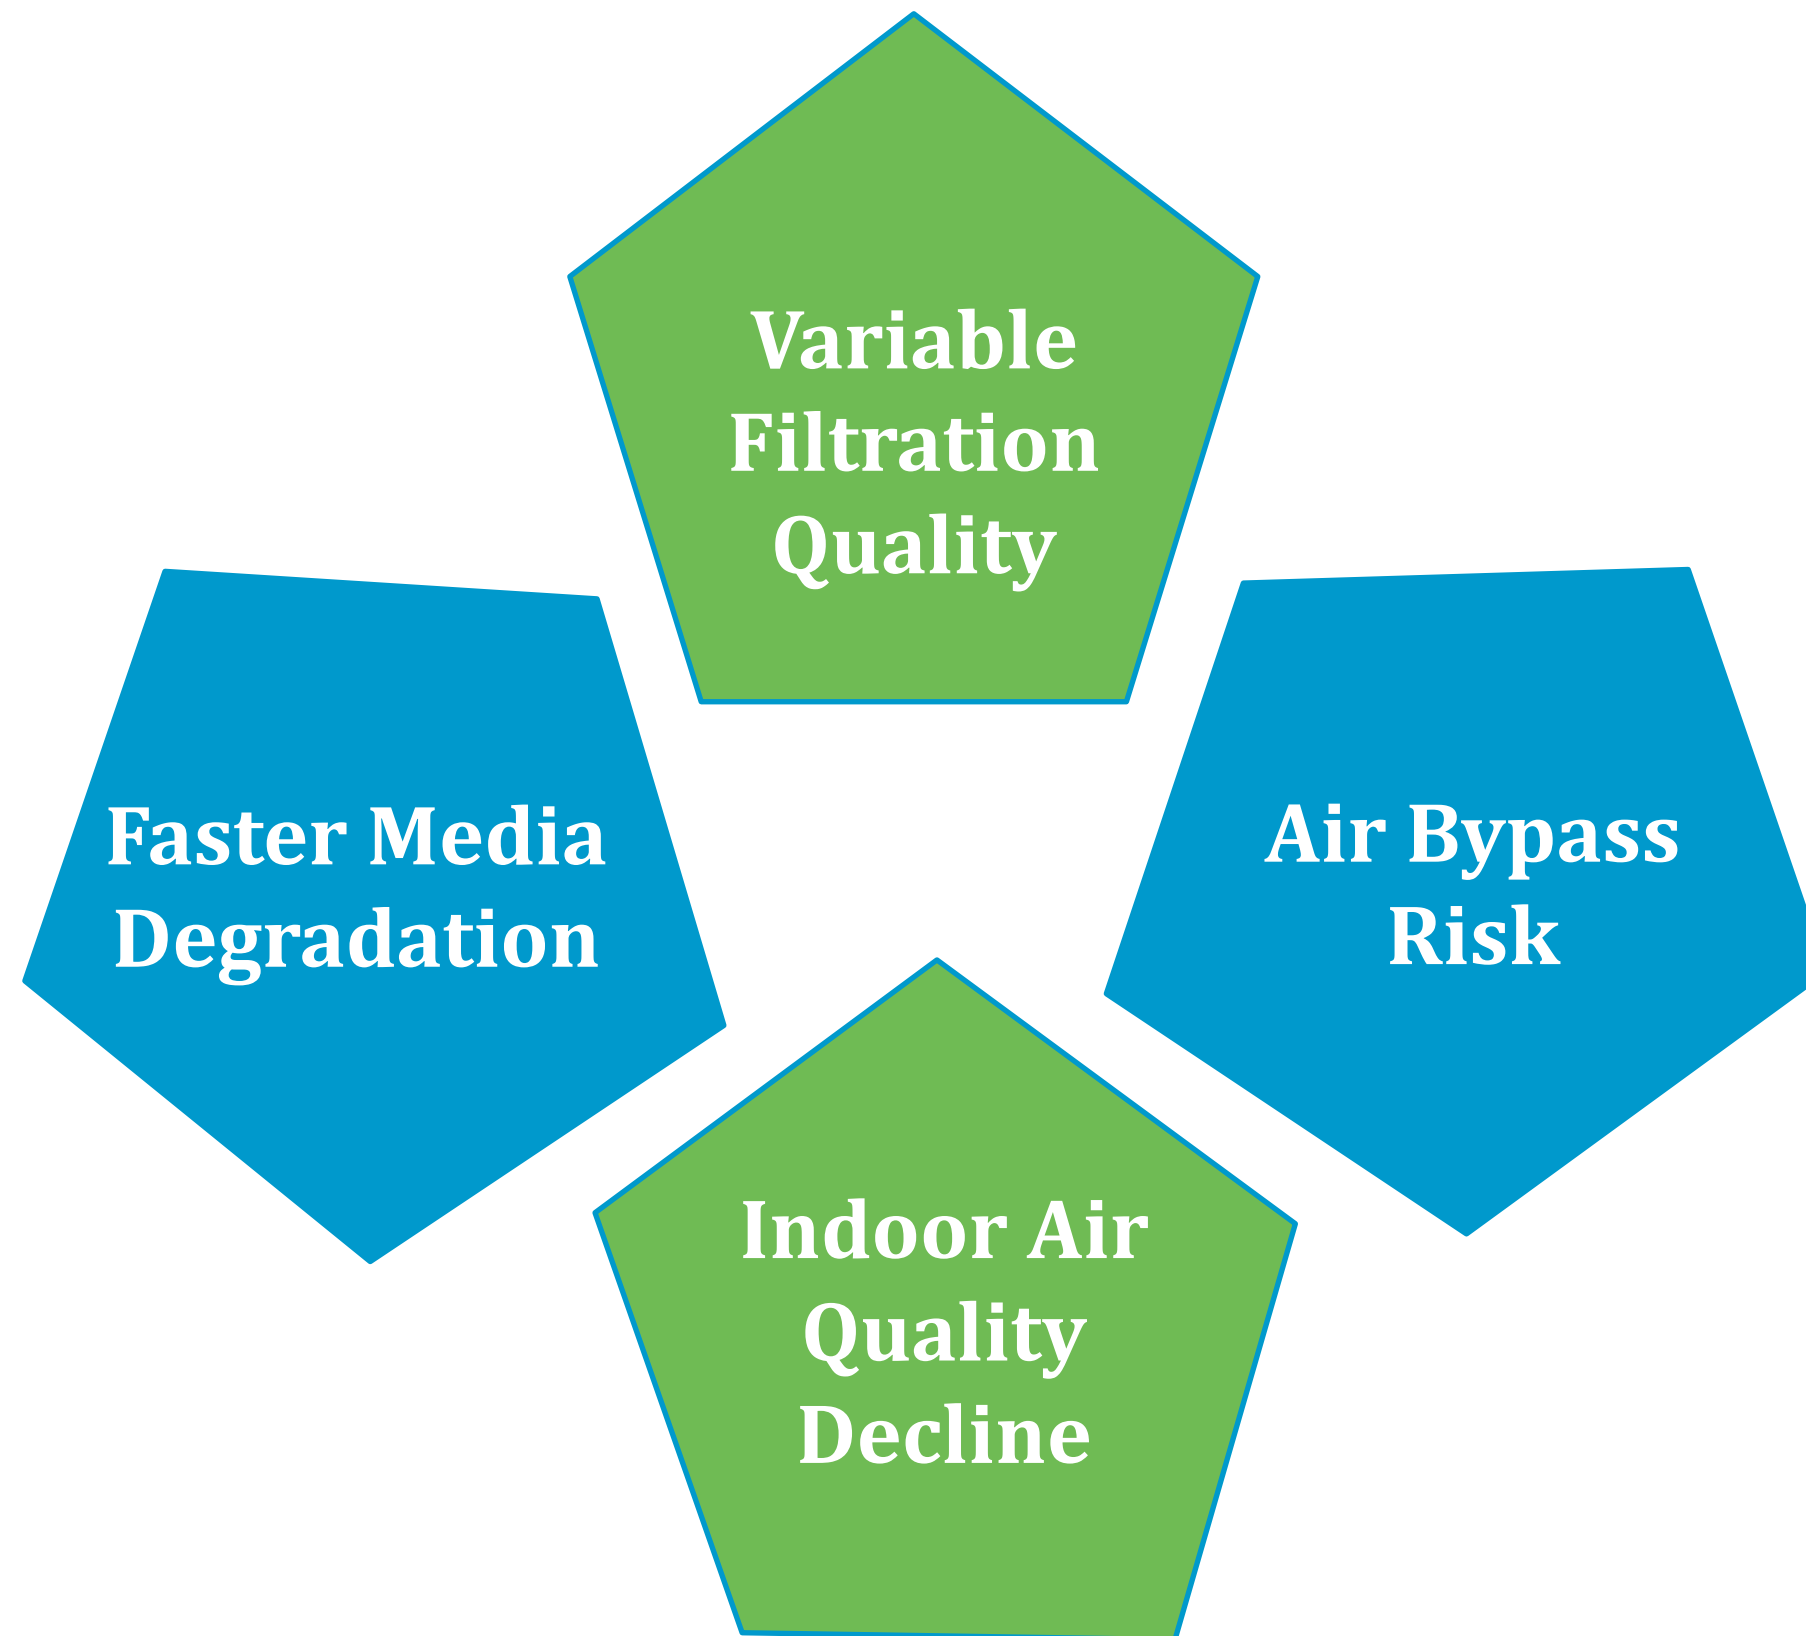 Variable
Filtration
Quality
Faster Media
Degradation
Air Bypass
Risk
Indoor Air
Quality
Decline